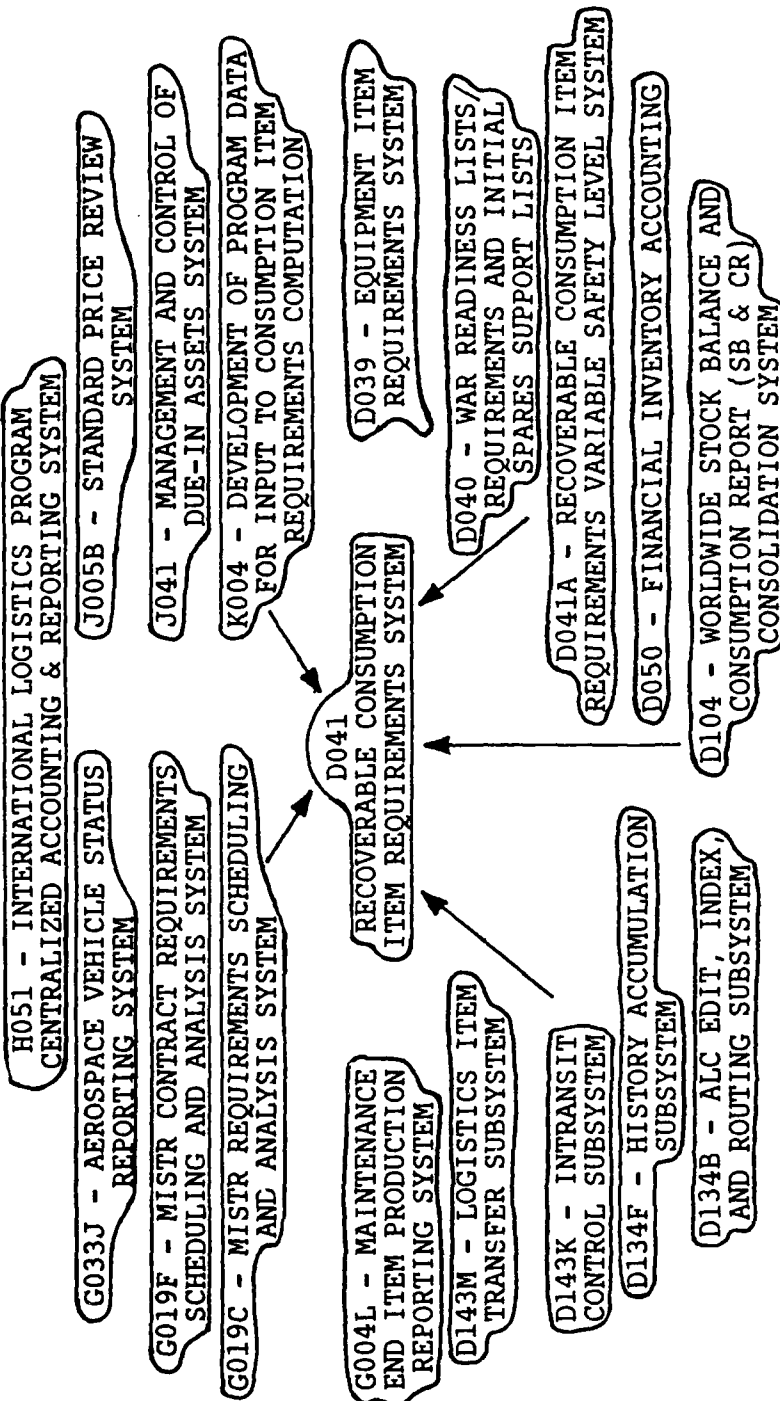 H051 - INTERNATIONAL LOGISTICS PROGRAM
CENTRALIZED ACCOUNTING & REPORTING SYSTEM
G033J - AEROSPACE VEHICLE STATUS
REPORTING SYSTEM
J005B - STANDARD PRICE REVIEW
SYSTEM
G019F - MISTR CONTRACT REQUIREMENTS
SCHEDULING AND ANALYSIS SYSTEM
J041 - MANAGEMENT AND CONTROL OF
DUE-IN ASSETS SYSTEM
G019C - MISTR REQUIREMENTS SCHEDULING
AND ANALYSIS SYSTEM
K004 - DEVELOPMENT OF PROGRAM DATA
FOR INPUT TO CONSUMPTION ITEM
REQUIREMENTS COMPUTATION
D041
RECOVERABLE CONSUMPTION
ITEM REQUIREMENTS SYSTEM
G004L - MAINTENANCE
END ITEM PRODUCTION
REPORTING SYSTEM
D039 - EQUIPMENT ITEM
REQUIREMENTS SYSTEM
D143M - LOGISTICS ITEM
TRANSFER SUBSYSTEM
D040 - WAR READINESS LISTS/
REQUIREMENTS AND INITIAL
SPARES SUPPORT LISTS
D143K - INTRANSIT
CONTROL SUBSYSTEM
D041A - RECOVERABLE CONSUMPTION ITEM
REQUIREMENTS VARIABLE SAFETY LEVEL SYSTEM
D134F - HISTORY ACCUMULATION
SUBSYSTEM
D050 - FINANCIAL INVENTORY ACCOUNTING
D134B - ALC EDIT, INDEX,
AND ROUTING SUBSYSTEM
D104 - WORLDWIDE STOCK BALANCE AND
CONSUMPTION REPORT (SB & CR)
CONSOLIDATION SYSTEM